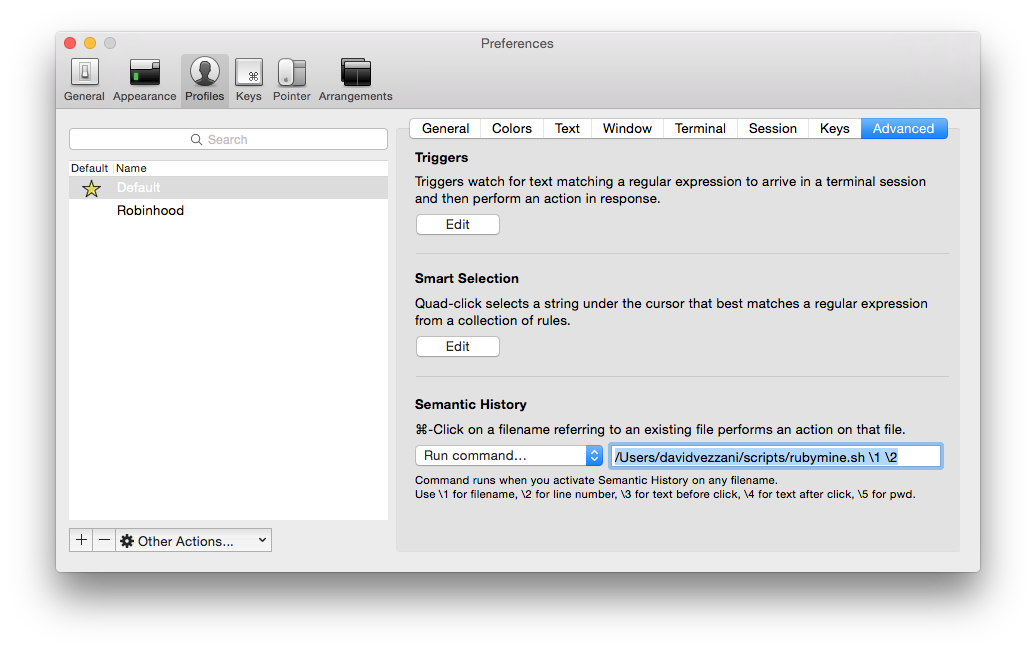 Preferences
General Appearance Profiles Keys Pointer Arrangements
Search
Default Name
Default
Robinhood
Other Actions...
General Colors Text Window Terminal Session Keys Advanced
Triggers
Triggers watch for text matching a regular expression to arrive in a terminal session
and then perform an action in response.
Edit
Smart Selection
Quad-click selects a string under the cursor that best matches a regular expression
from a collection of rules.
Edit
Semantic History
⌘-Click on a filename referring to an existing file performs an action on that file.
Run command... /Users/davidvezzani/scripts/rubymine.sh \1 \2
Command runs when you activate Semantic History on any filename.
Use \1 for filename, \2 for line number, \3 for text before click, \4 for text after click, \5 for pwd.